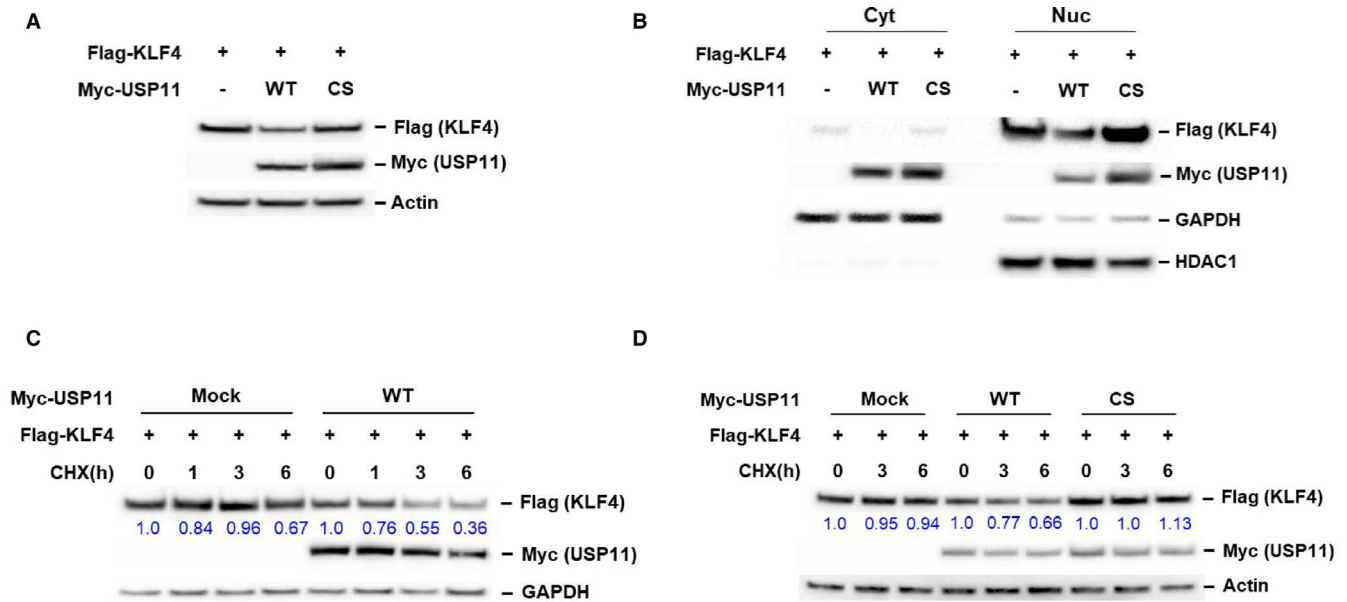 A
Flag-KLF4 + + +
Myc-USP11 - WT CS
– Flag (KLF4)
– Myc (USP11)
– Actin
B
Cyt Nuc
Flag-KLF4 + + + + + +
Myc-USP11 - WT CS - WT CS
– Flag (KLF4)
– Myc (USP11)
– GAPDH
– HDAC1
C
Myc-USP11 Mock WT
Flag-KLF4 + + + + + + + +
CHX(h) 0 1 3 6 0 1 3 6
– Flag (KLF4)
1.0 0.84 0.96 0.67 1.0 0.76 0.55 0.36
– Myc (USP11)
– GAPDH
D
Myc-USP11 Mock WT CS
Flag-KLF4 + + + + + + + + +
CHX(h) 0 3 6 0 3 6 0 3 6
– Flag (KLF4)
1.0 0.95 0.94 1.0 0.77 0.66 1.0 1.0 1.13
– Myc (USP11)
– Actin